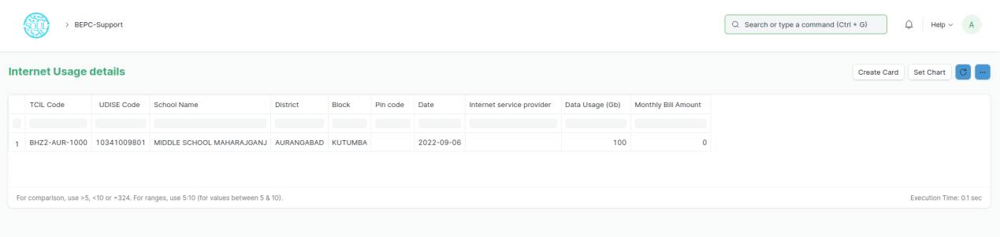 SOUL
> BEPC-Support
Search or type a command (Ctrl + G)
Help
A
Internet Usage details
Create Card
Set Chart
...
TCIL Code UDISE Code School Name District Block Pin code Date Internet service provider Data Usage (Gb) Monthly Bill Amount
1 BHZ2-AUR-1000 10341009801 MIDDLE SCHOOL MAHARAJGANJ AURANGABAD KUTUMBA 2022-09-06 100 0
For comparison, use >5, <10 or =324. For ranges, use 5:10 (for values between 5 & 10).
Execution Time: 0.1 sec